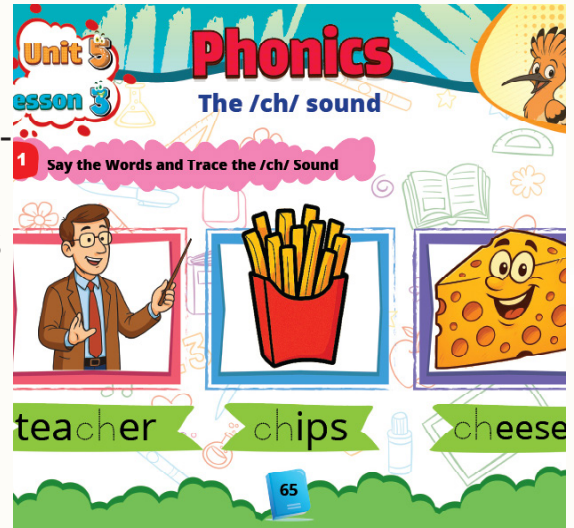 Unit 5
esson 3
Phonics
The /ch/ sound
1
Say the Words and Trace the /ch/ Sound
teacher
chips
cheese
65